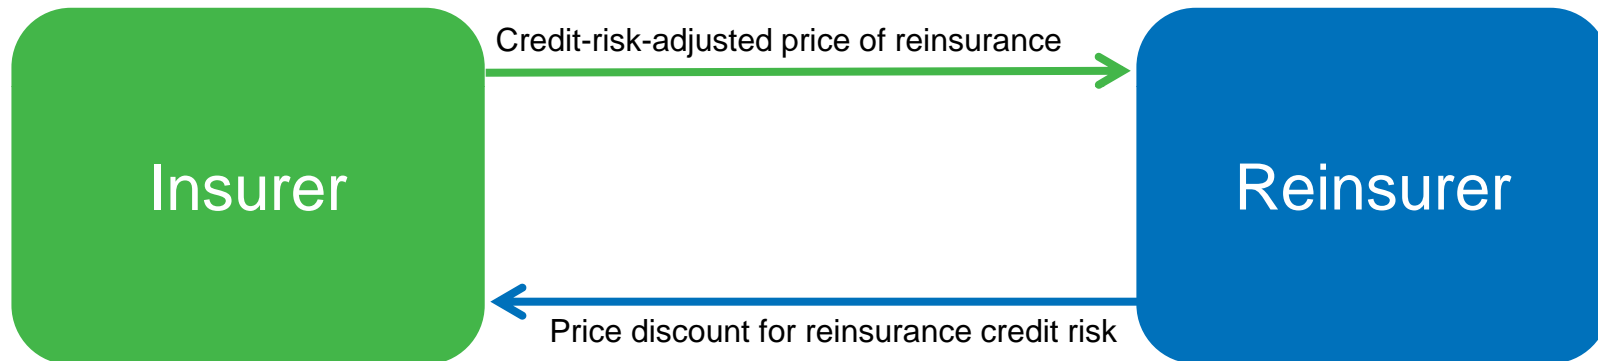 Credit-risk-adjusted price of reinsurance
Insurer
Reinsurer
Price discount for reinsurance credit risk